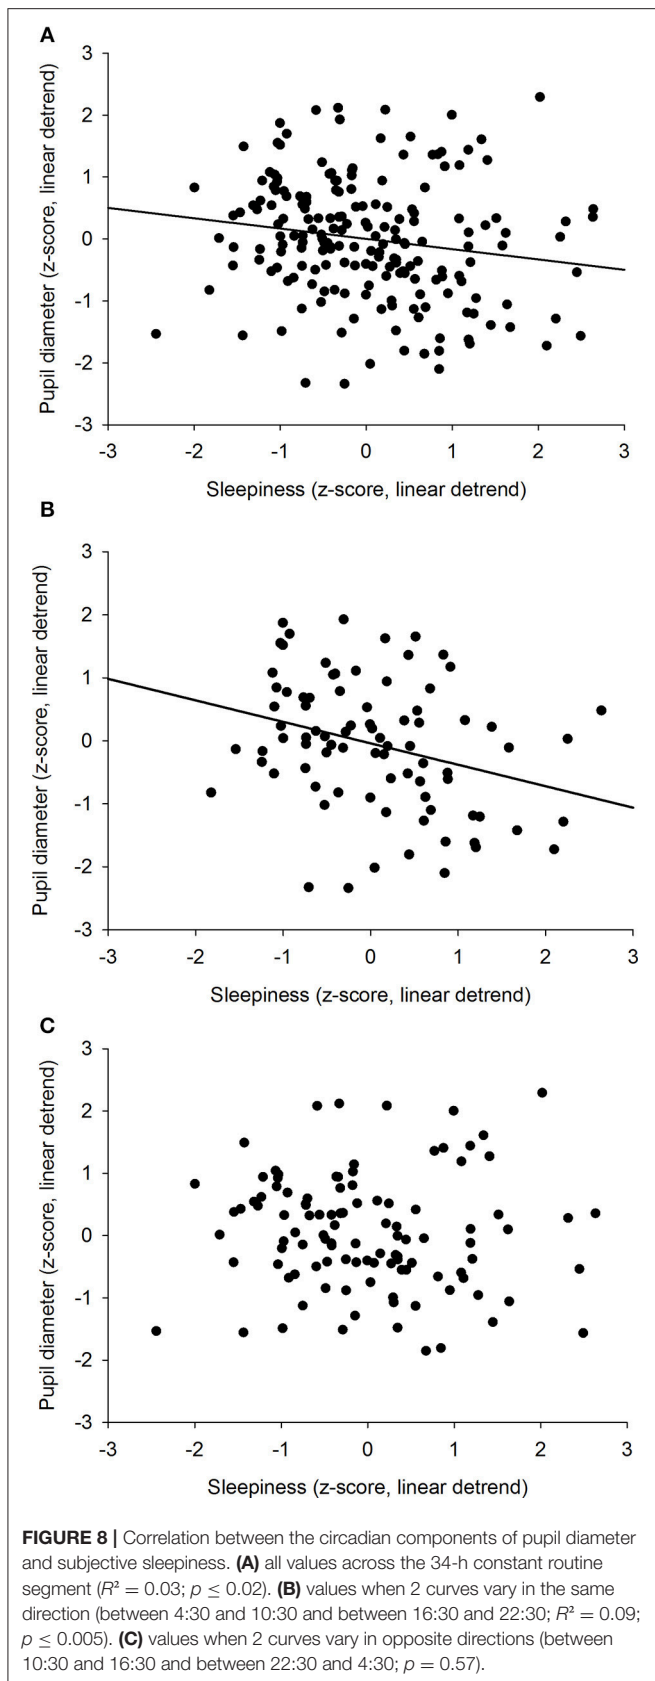 A
3
2
1
0
-1
-2
-3
Pupil diameter (z-score, linear detrend)
-3 -2 -1 0 1 2 3
Sleepiness (z-score, linear detrend)
B
3
2
1
0
-1
-2
-3
Pupil diameter (z-score, linear detrend)
-3 -2 -1 0 1 2 3
Sleepiness (z-score, linear detrend)
C
3
2
1
0
-1
-2
-3
Pupil diameter (z-score, linear detrend)
-3 -2 -1 0 1 2 3
Sleepiness (z-score, linear detrend)
FIGURE 8 | Correlation between the circadian components of pupil diameter
and subjective sleepiness. (A) all values across the 34-h constant routine
segment (R² = 0.03; p ≤ 0.02). (B) values when 2 curves vary in the same
direction (between 4:30 and 10:30 and between 16:30 and 22:30; R² = 0.09;
p ≤ 0.005). (C) values when 2 curves vary in opposite directions (between
10:30 and 16:30 and between 22:30 and 4:30; p = 0.57).